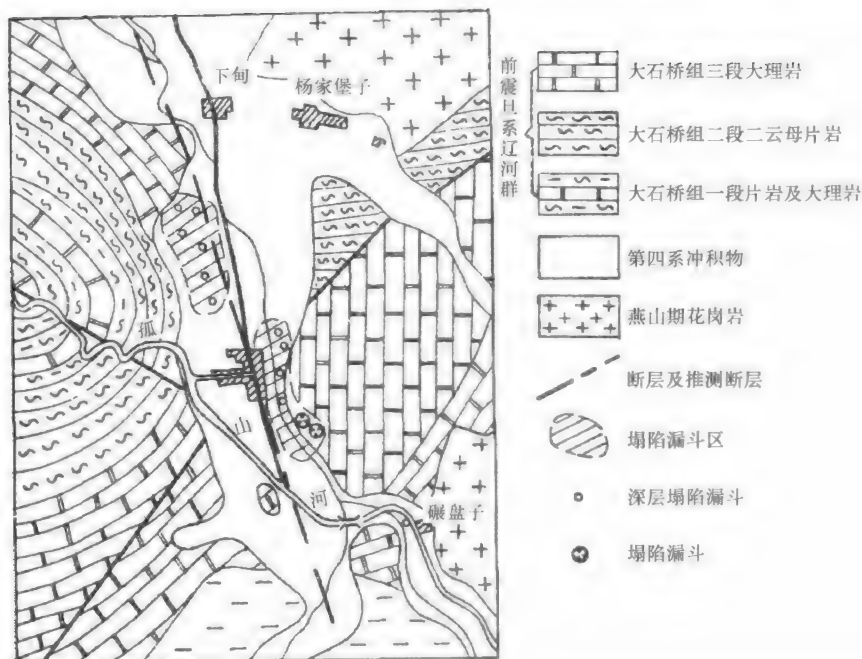 下甸
杨家堡子
孤
山
河
碾盘子
前震旦系辽河群
大石桥组三段大理岩
大石桥组二段二云母片岩
大石桥组一段片岩及大理岩
第四系冲积物
燕山期花岗岩
断层及推测断层
塌陷漏斗区
深层塌陷漏斗
塌陷漏斗